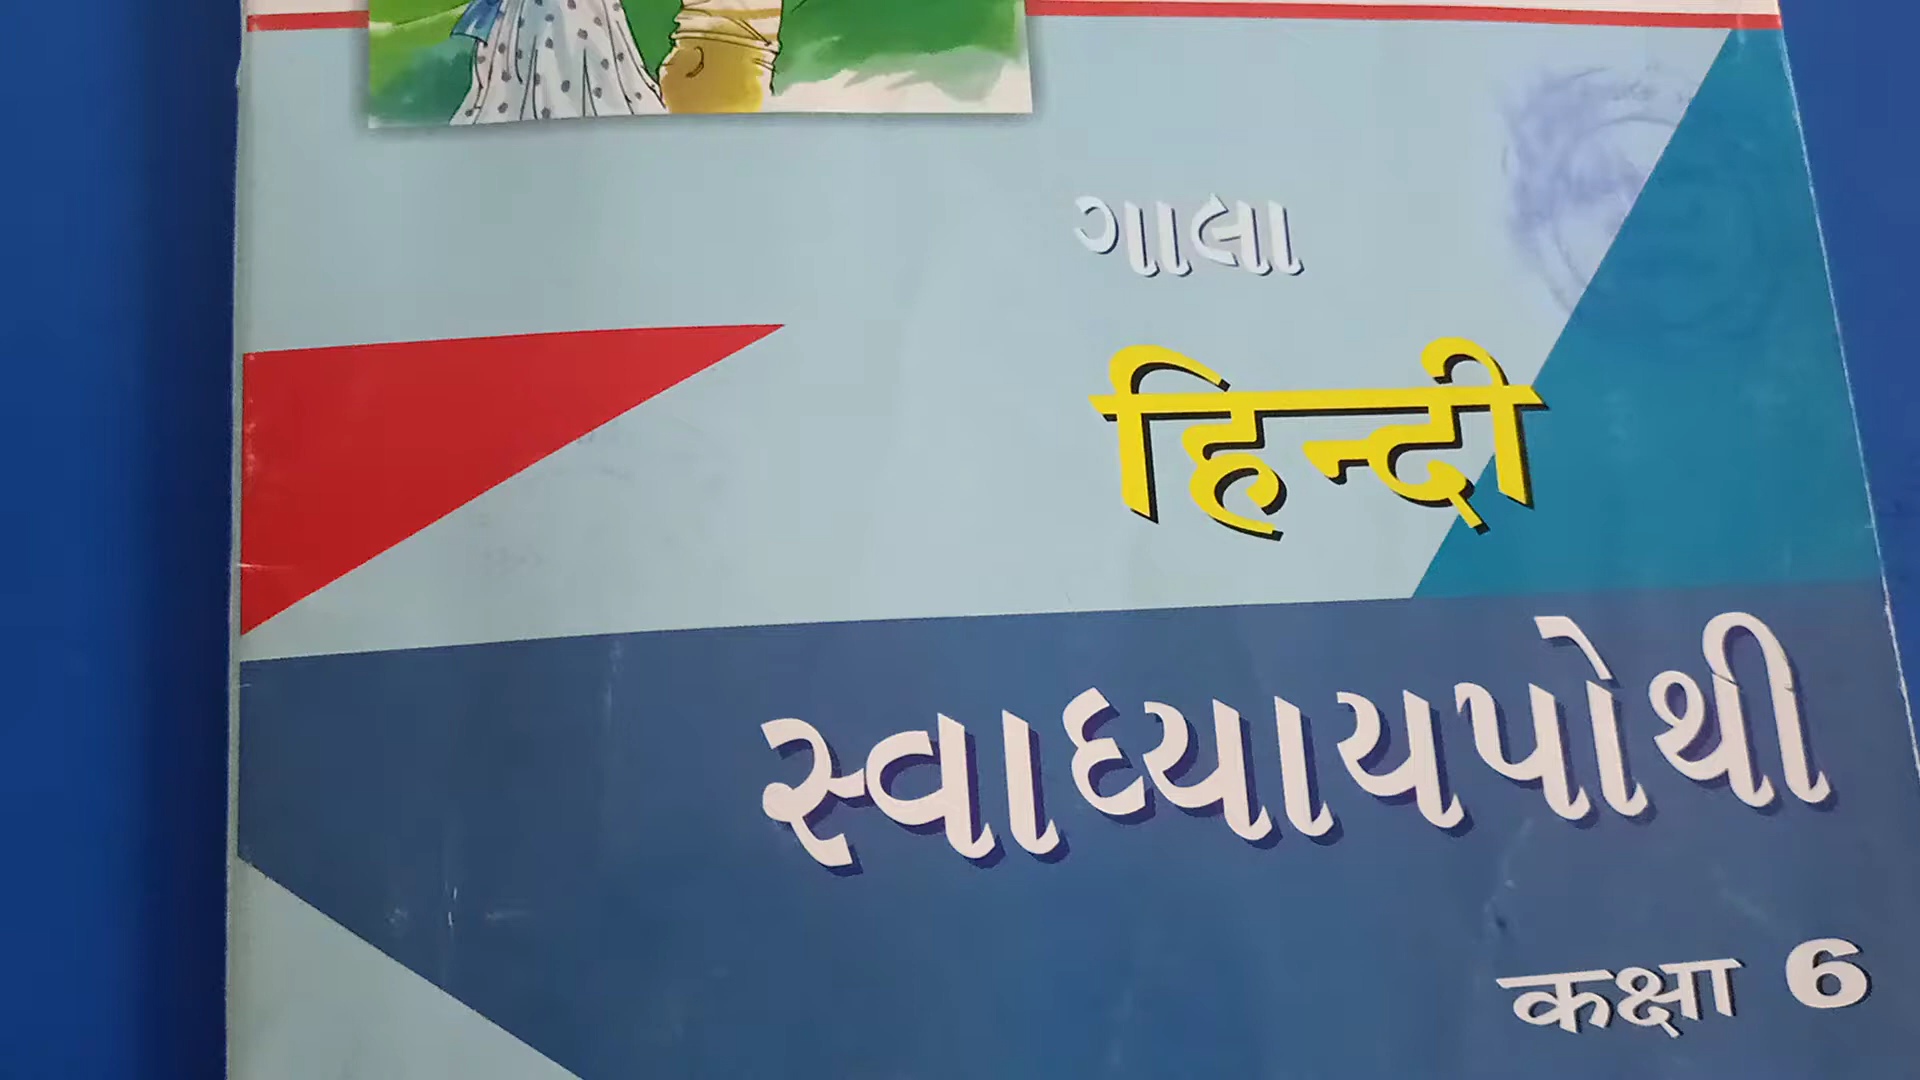 ગાલા
हिन्दी
સ્વાધ્યાયપોથી
कक्षा 6